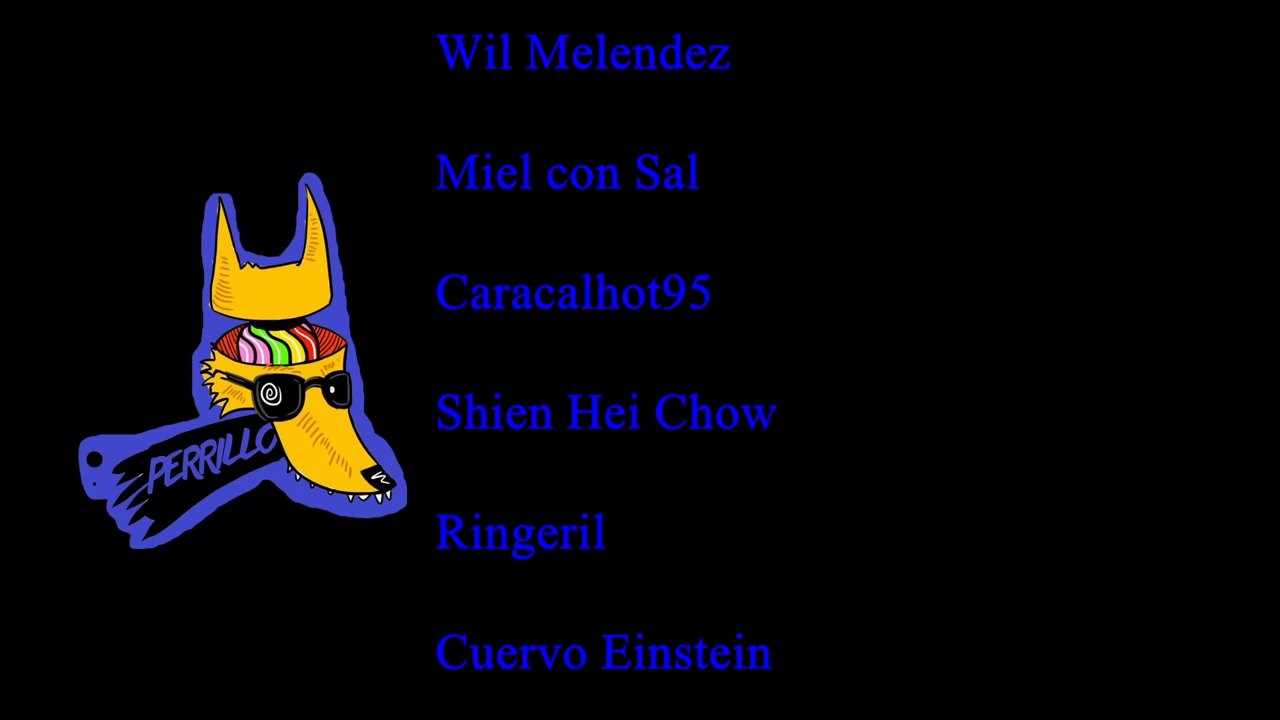 Wil Melendez
Miel con Sal
Caracalhot95
Shien Hei Chow
PERRILLO
Ringeril
Cuervo Einstein